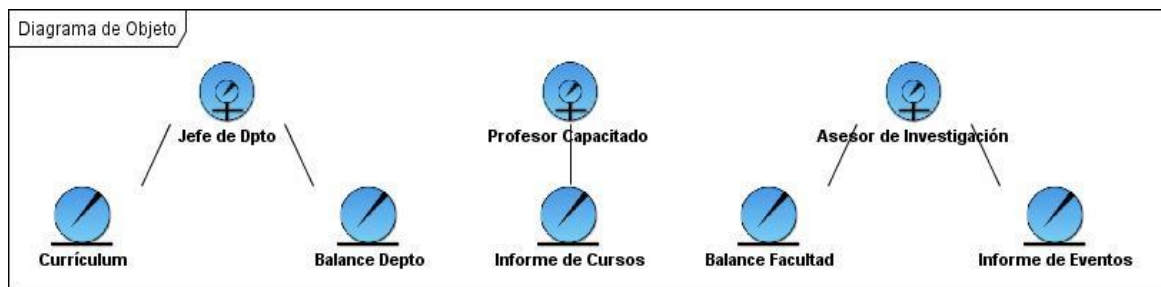 Diagrama de Objeto
Jefe de Dpto
Profesor Capacitado
Asesor de Investigación
Currículum
Balance Depto
Informe de Cursos
Balance Facultad
Informe de Eventos